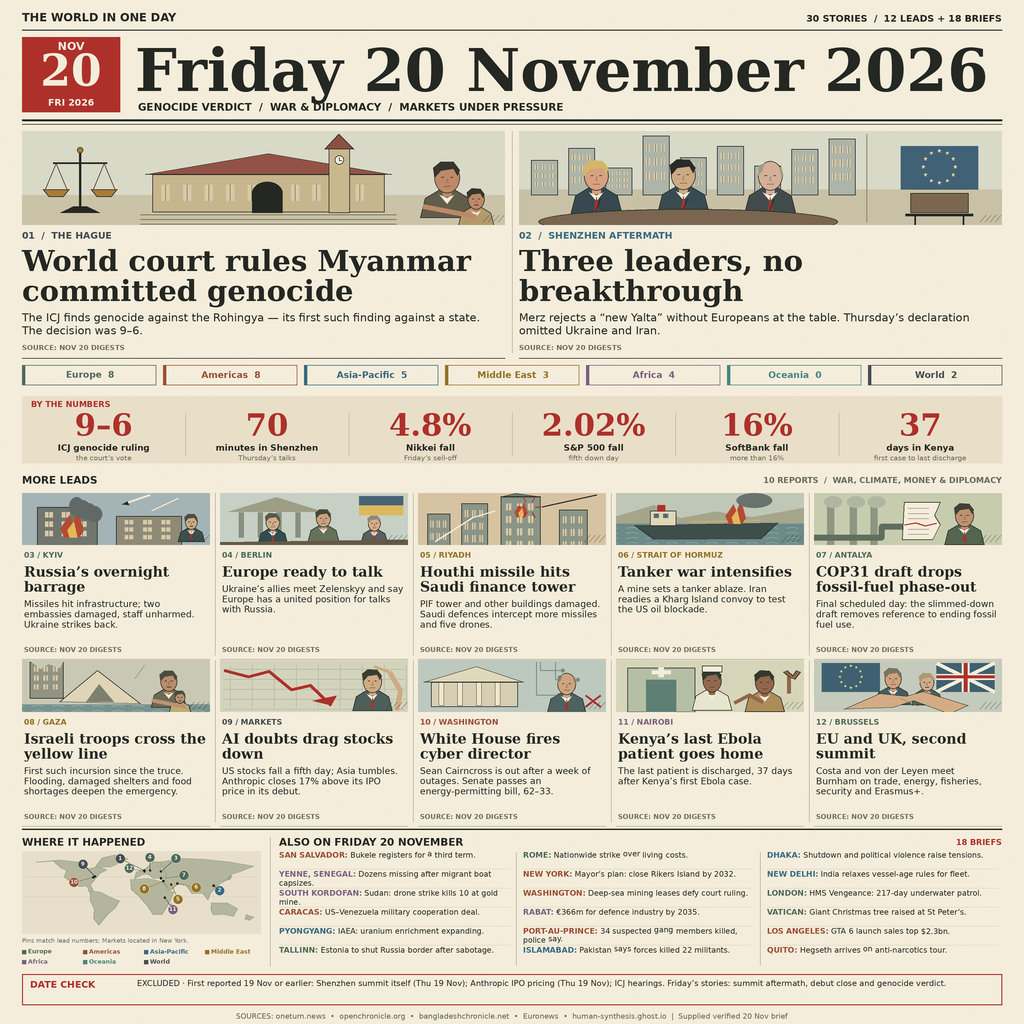 THE WORLD IN ONE DAY
30 STORIES / 12 LEADS + 18 BRIEFS
NOV
20
FRI 2026
Friday 20 November 2026
GENOCIDE VERDICT / WAR & DIPLOMACY / MARKETS UNDER PRESSURE
01 / THE HAGUE
World court rules Myanmar
committed genocide
The ICJ finds genocide against the Rohingya — its first such finding against a state.
The decision was 9–6.
SOURCE: NOV 20 DIGESTS
02 / SHENZHEN AFTERMATH
Three leaders, no
breakthrough
Merz rejects a “new Yalta” without Europeans at the table. Thursday’s declaration
omitted Ukraine and Iran.
SOURCE: NOV 20 DIGESTS
Europe 8
Americas 8
Asia-Pacific 5
Middle East 3
Africa 4
Oceania 0
World 2
BY THE NUMBERS
9–6
ICJ genocide ruling
the court’s vote
70
minutes in Shenzhen
Thursday’s talks
4.8%
Nikkei fall
Friday’s sell-off
2.02%
S&P 500 fall
fifth down day
16%
SoftBank fall
more than 16%
37
days in Kenya
first case to last discharge
MORE LEADS
10 REPORTS / WAR, CLIMATE, MONEY & DIPLOMACY
03 / KYIV
Russia’s overnight
barrage
Missiles hit infrastructure; two
embassies damaged, staff unharmed.
Ukraine strikes back.
SOURCE: NOV 20 DIGESTS
04 / BERLIN
Europe ready to talk
Ukraine’s allies meet Zelenskyy and say
Europe has a united position for talks
with Russia.
SOURCE: NOV 20 DIGESTS
05 / RIYADH
Houthi missile hits
Saudi finance tower
PIF tower and other buildings damaged.
Saudi defences intercept more missiles
and five drones.
SOURCE: NOV 20 DIGESTS
06 / STRAIT OF HORMUZ
Tanker war intensifies
A mine sets a tanker ablaze. Iran
readies a Kharg Island convoy to test
the US oil blockade.
SOURCE: NOV 20 DIGESTS
07 / ANTALYA
COP31 draft drops
fossil-fuel phase-out
Final scheduled day: the slimmed-down
draft removes reference to ending fossil
fuel use.
SOURCE: NOV 20 DIGESTS
08 / GAZA
Israeli troops cross the
yellow line
First such incursion since the truce.
Flooding, damaged shelters and food
shortages deepen the emergency.
SOURCE: NOV 20 DIGESTS
09 / MARKETS
AI doubts drag stocks
down
US stocks fall a fifth day; Asia tumbles.
Anthropic closes 17% above its IPO
price in its debut.
SOURCE: NOV 20 DIGESTS
10 / WASHINGTON
White House fires
cyber director
Sean Cairncross is out after a week of
outages. Senate passes an
energy-permitting bill, 62–33.
SOURCE: NOV 20 DIGESTS
11 / NAIROBI
Kenya’s last Ebola
patient goes home
The last patient is discharged, 37 days
after Kenya’s first Ebola case.
SOURCE: NOV 20 DIGESTS
12 / BRUSSELS
EU and UK, second
summit
Costa and von der Leyen meet
Burnham on trade, energy, fisheries,
security and Erasmus+.
SOURCE: NOV 20 DIGESTS
WHERE IT HAPPENED
9
1
4
3
12
7
10
8
6
2
5
11
Pins match lead numbers; Markets located in New York.
Europe
Americas
Asia-Pacific
Middle East
Africa
Oceania
World
ALSO ON FRIDAY 20 NOVEMBER
18 BRIEFS
SAN SALVADOR: Bukele registers for a third term.
YENNE, SENEGAL: Dozens missing after migrant boat
capsizes.
SOUTH KORDOFAN: Sudan: drone strike kills 10 at gold
mine.
CARACAS: US–Venezuela military cooperation deal.
PYONGYANG: IAEA: uranium enrichment expanding.
TALLINN: Estonia to shut Russia border after sabotage.
ROME: Nationwide strike over living costs.
NEW YORK: Mayor’s plan: close Rikers Island by 2032.
WASHINGTON: Deep-sea mining leases defy court ruling.
RABAT: €366m for defence industry by 2035.
PORT-AU-PRINCE: 34 suspected gang members killed,
police say.
ISLAMABAD: Pakistan says forces killed 22 militants.
DHAKA: Shutdown and political violence raise tensions.
NEW DELHI: India relaxes vessel-age rules for fleet.
LONDON: HMS Vengeance: 217-day underwater patrol.
VATICAN: Giant Christmas tree raised at St Peter’s.
LOS ANGELES: GTA 6 launch sales top $2.3bn.
QUITO: Hegseth arrives on anti-narcotics tour.
DATE CHECK
EXCLUDED · First reported 19 Nov or earlier: Shenzhen summit itself (Thu 19 Nov); Anthropic IPO pricing (Thu 19 Nov); ICJ hearings. Friday’s stories: summit aftermath, debut close and genocide verdict.
SOURCES: oneturn.news • openchronicle.org • bangladeshchronicle.net • Euronews • human-synthesis.ghost.io | Supplied verified 20 Nov brief